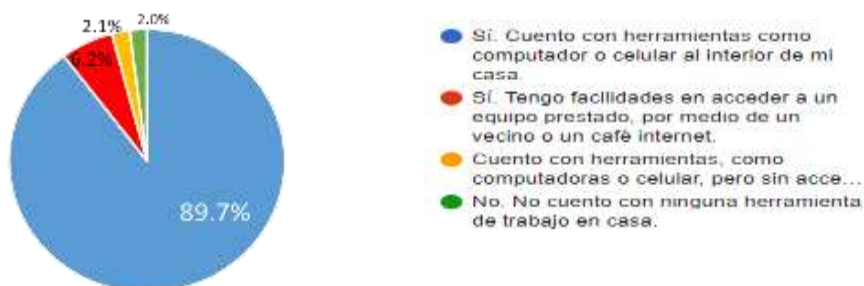 2.1%
2.0%
6.2%
89.7%
Sí. Cuento con herramientas como
computador o celular al interior de mi
casa.
Sí. Tengo facilidades en acceder a un
equipo prestado, por medio de un
vecino o un cafè internet.
Cuento con herramientas, como
computadoras o celular, pero sin acce...
No. No cuento con ninguna herramienta
de trabajo en casa.